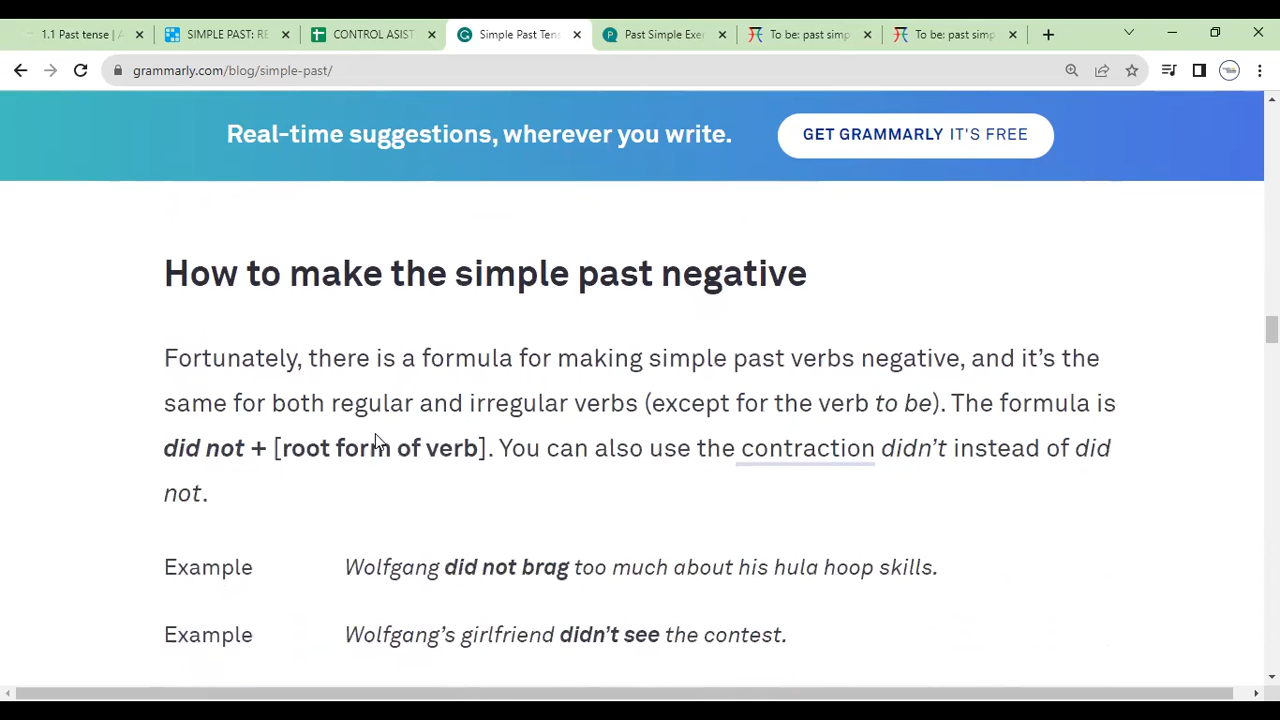 1.1 Past tense | A
SIMPLE PAST: RE
CONTROL ASIST
Simple Past Ten
Past Simple Exer
To be: past simp
To be: past simp
grammarly.com/blog/simple-past/
Real-time suggestions, wherever you write.
GET GRAMMARLY IT'S FREE
How to make the simple past negative
Fortunately, there is a formula for making simple past verbs negative, and it’s the
same for both regular and irregular verbs (except for the verb to be). The formula is
did not + [root form of verb]. You can also use the contraction didn’t instead of did
not.
Example Wolfgang did not brag too much about his hula hoop skills.
Example Wolfgang’s girlfriend didn’t see the contest.